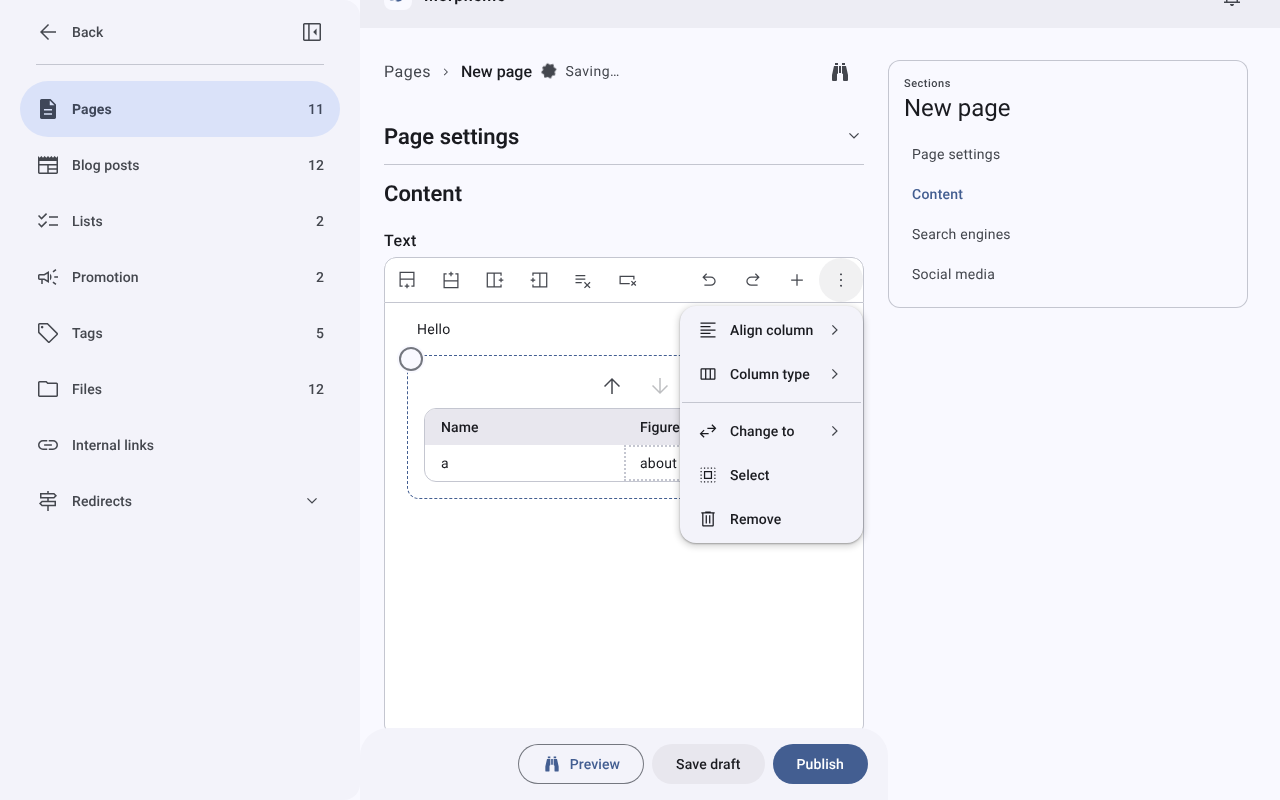 Back
Pages 11
Blog posts 12
Lists 2
Promotion 2
Tags 5
Files 12
Internal links
Redirects
Pages › New page Saving…
Page settings
Content
Text
Hello
Name Figure
a about
Align column
Column type
Change to
Select
Remove
Preview Save draft Publish
Sections
New page
Page settings
Content
Search engines
Social media